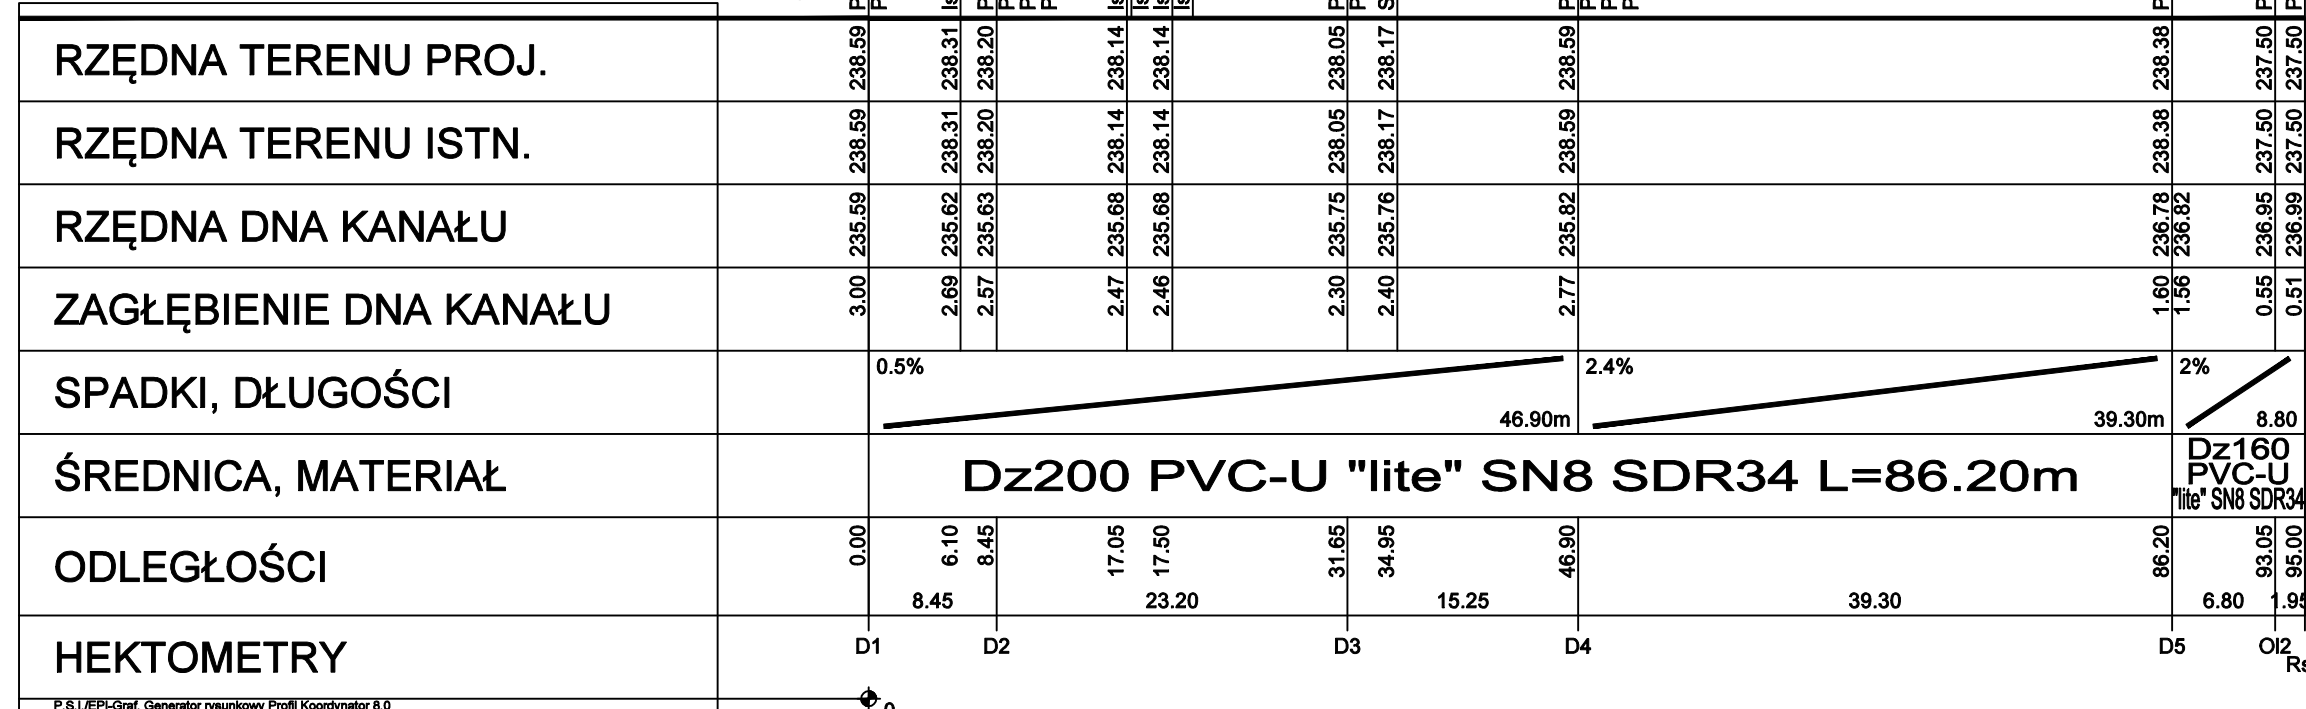 RZĘDNA TERENU PROJ. 238.59 238.31 238.20 238.14 238.14 238.05 238.17 238.59 238.38 237.50 237.50
RZĘDNA TERENU ISTN. 238.59 238.31 238.20 238.14 238.14 238.05 238.17 238.59 238.38 237.50 237.50
RZĘDNA DNA KANAŁU 235.59 235.62 235.63 235.68 235.68 235.75 235.76 235.82 236.78 236.82 236.95 236.99
ZAGŁĘBIENIE DNA KANAŁU 3.00 2.69 2.57 2.47 2.46 2.30 2.40 2.77 1.60 1.56 0.55 0.51
SPADKI, DŁUGOŚCI 0.5% 46.90m 2.4% 39.30m 2% 8.80
ŚREDNICA, MATERIAŁ Dz200 PVC-U "lite" SN8 SDR34 L=86.20m
Dz160
PVC-U
"lite" SN8 SDR34
ODLEGŁOŚCI 0.00 6.10 8.45 17.05 17.50 31.65 34.95 46.90 86.20 93.05 95.00
8.45 23.20 15.25 39.30 6.80 1.95
HEKTOMETRY D1 D2 D3 D4 D5 OI2
P.S.I./EPI-Graf. Generator rysunkowy Profil Koordynator 8.0
0